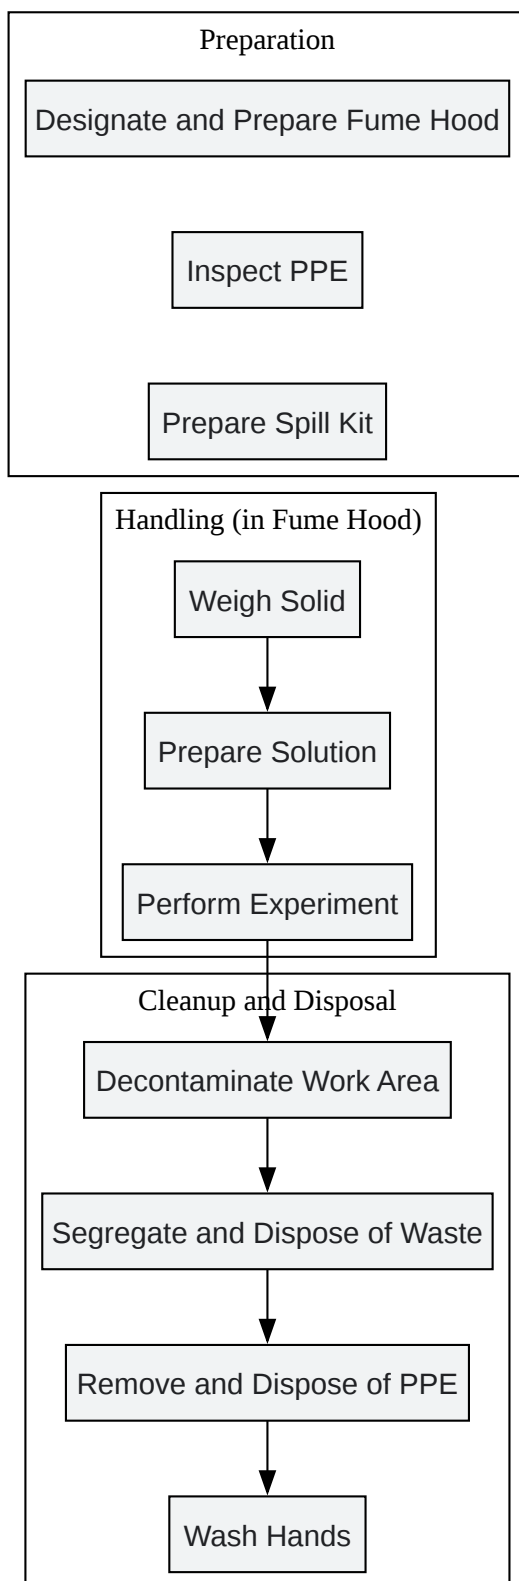 Preparation
Designate and Prepare Fume Hood
Inspect PPE
Prepare Spill Kit
Handling (in Fume Hood)
Weigh Solid
Prepare Solution
Perform Experiment
Cleanup and Disposal
Decontaminate Work Area
Segregate and Dispose of Waste
Remove and Dispose of PPE
Wash Hands